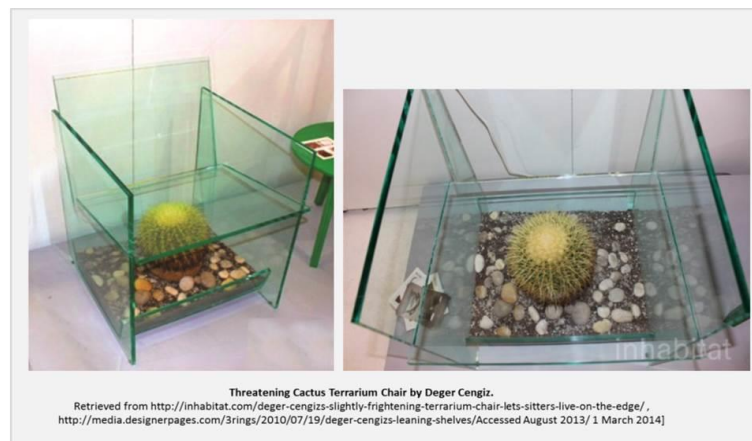 inhabitat
Threatening Cactus Terrarium Chair by Deger Cengiz.
Retrieved from http://inhabitat.com/deger-cengizs-slightly-frightening-terrarium-chair-lets-sitters-live-on-the-edge/ ,
http://media.designerpages.com/3rings/2010/07/19/deger-cengizs-leaning-shelves/Accessed August 2013/ 1 March 2014]